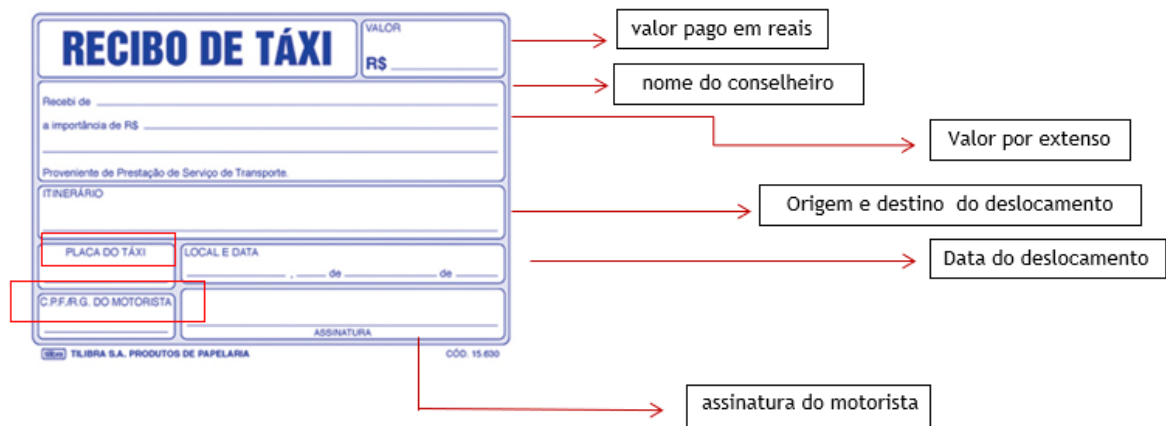 RECIBO DE TÁXI
VALOR
R$
valor pago em reais
nome do conselheiro
Recebi de
a importância de R$
Valor por extenso
Proveniente de Prestação de Serviço de Transporte.
ITINERÁRIO
Origem e destino do deslocamento
PLACA DO TÁXI
LOCAL E DATA
, de de
Data do deslocamento
C.P.F./R.G. DO MOTORISTA
ASSINATURA
tilibra TILIBRA S.A. PRODUTOS DE PAPELARIA
CÓD. 15.630
assinatura do motorista